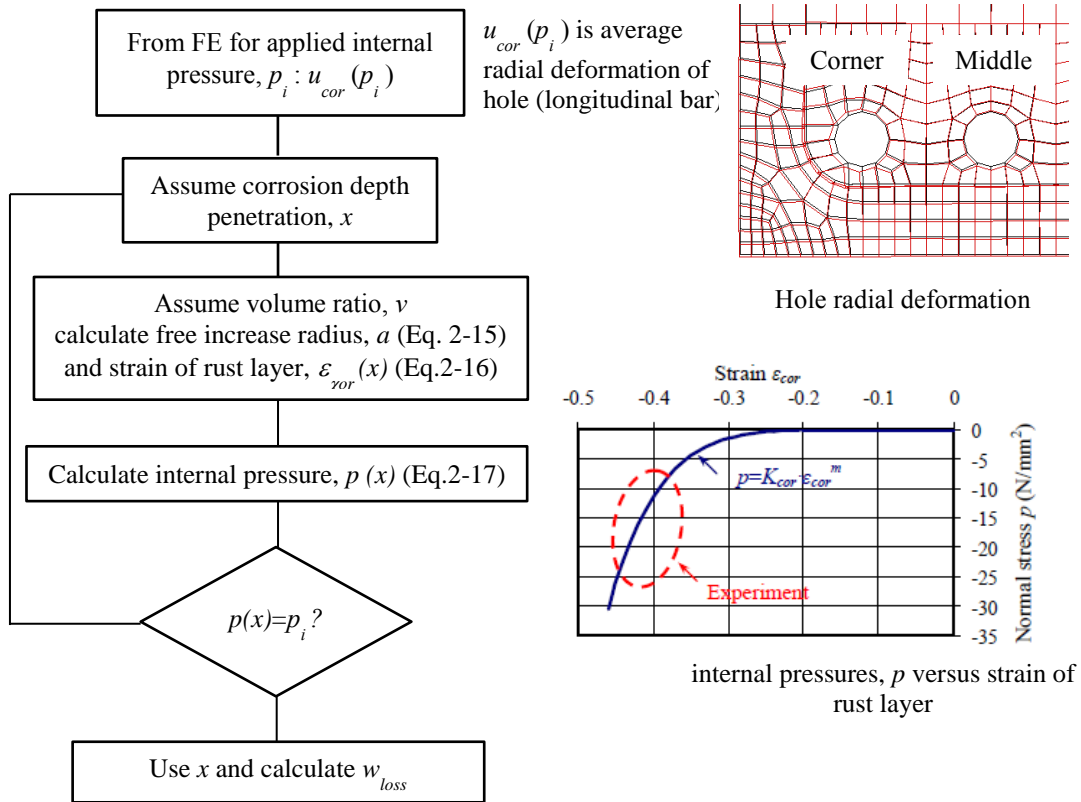 From FE for applied internal
pressure, p_i : u_cor (p_i)
u_cor (p_i) is average
radial deformation of
hole (longitudinal bar)
Corner
Middle
Hole radial deformation
Assume corrosion depth
penetration, x
Assume volume ratio, v
calculate free increase radius, a (Eq. 2-15)
and strain of rust layer, ε_γor (x) (Eq.2-16)
Calculate internal pressure, p (x) (Eq.2-17)
p(x)=p_i?
Use x and calculate w_loss
Strain ε_cor
-0.5 -0.4 -0.3 -0.2 -0.1 0
0
-5
-10
-15
-20
-25
-30
-35
Normal stress p (N/mm²)
p=K_cor·ε_cor^m
Experiment
internal pressures, p versus strain of
rust layer